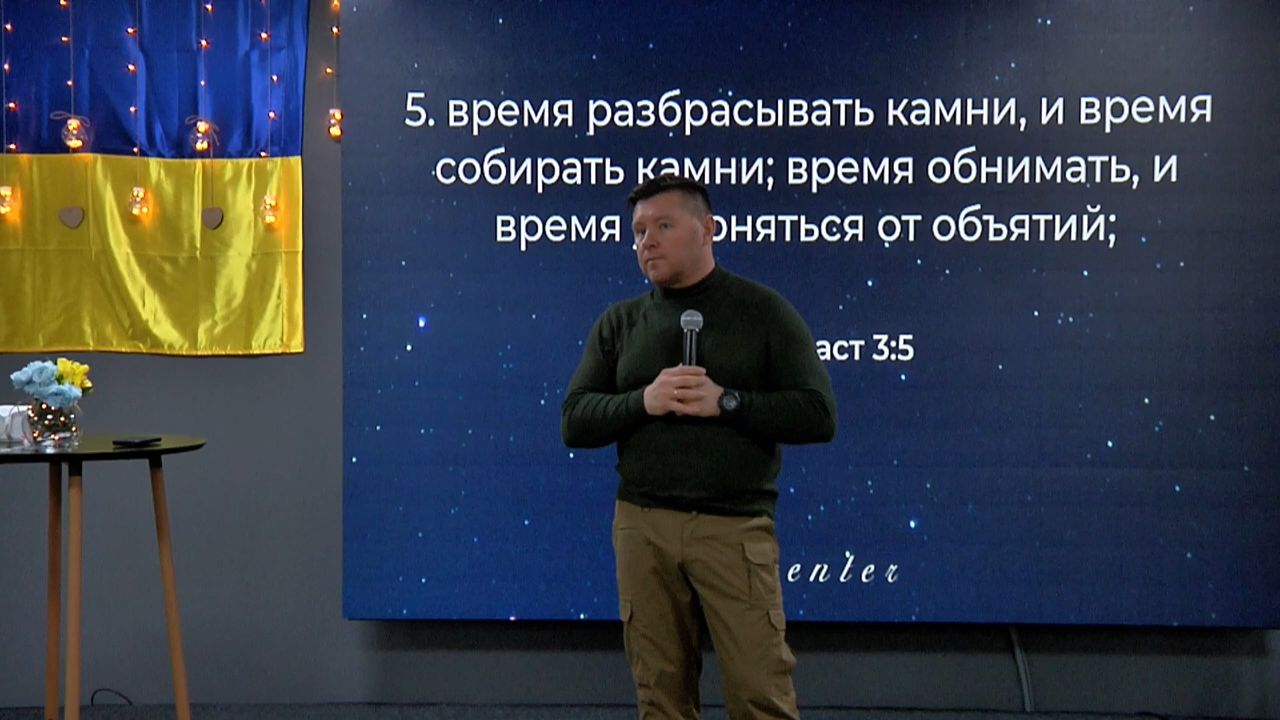 5. время разбрасывать камни, и время
собирать камни; время обнимать, и
время от объятий;
3:5